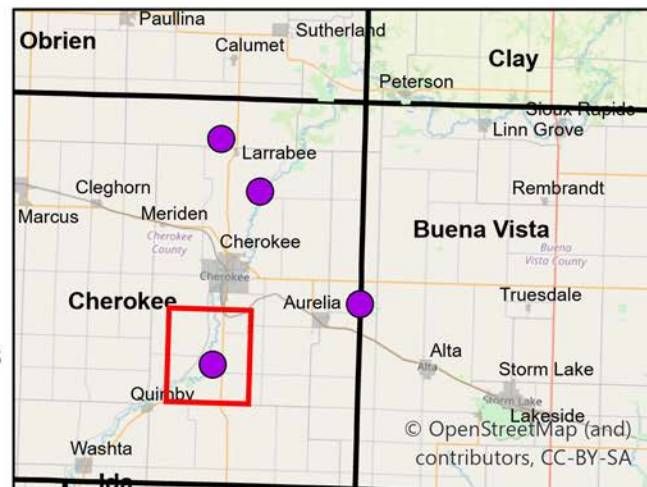 Paullina
Sutherland
Obrien
Calumet
Clay
Peterson
Sioux Rapids
Linn Grove
Larrabee
Cleghorn
Rembrandt
Marcus
Meriden
Cherokee
County
Cherokee
Buena Vista
Buena
Vista County
Cherokee
Cherokee
Aurelia
Truesdale
Alta
Alta
Storm Lake
Quimby
Storm Lake
Lakeside
© OpenStreetMap (and)
contributors, CC-BY-SA
Washta
Ida
s